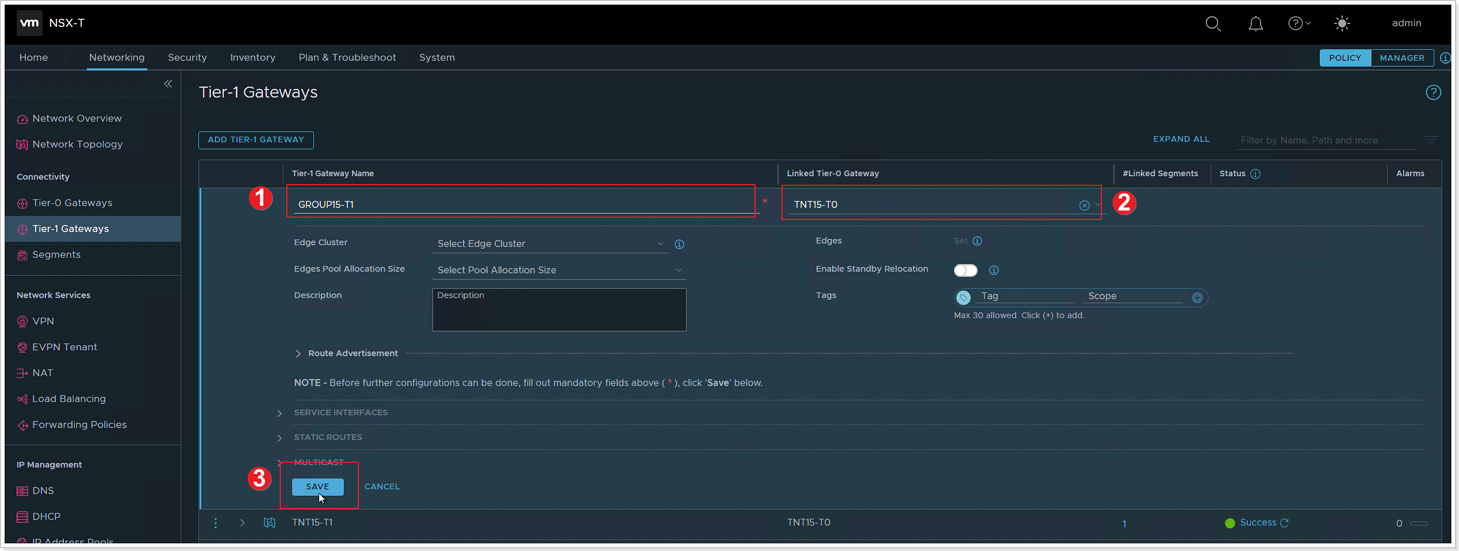 vm NSX-T admin
Home Networking Security Inventory Plan & Troubleshoot System POLICY MANAGER
Tier-1 Gateways
Network Overview
Network Topology
ADD TIER-1 GATEWAY EXPAND ALL Filter by Name, Path and more
Connectivity
Tier-0 Gateways
Tier-1 Gateways
Segments
Network Services
VPN
EVPN Tenant
NAT
Load Balancing
Forwarding Policies
IP Management
DNS
DHCP
IP Address Pools
Tier-1 Gateway Name Linked Tier-0 Gateway #Linked Segments Status Alarms
1 GROUP15-T1 * TNT15-T0 2
Edge Cluster Select Edge Cluster Edges Set
Edges Pool Allocation Size Select Pool Allocation Size Enable Standby Relocation
Description Description Tags Tag Scope
Max 30 allowed. Click (+) to add.
Route Advertisement
NOTE - Before further configurations can be done, fill out mandatory fields above ( * ), click 'Save' below.
SERVICE INTERFACES
STATIC ROUTES
MULTICAST
3 SAVE CANCEL
TNT15-T1 TNT15-T0 1 Success 0